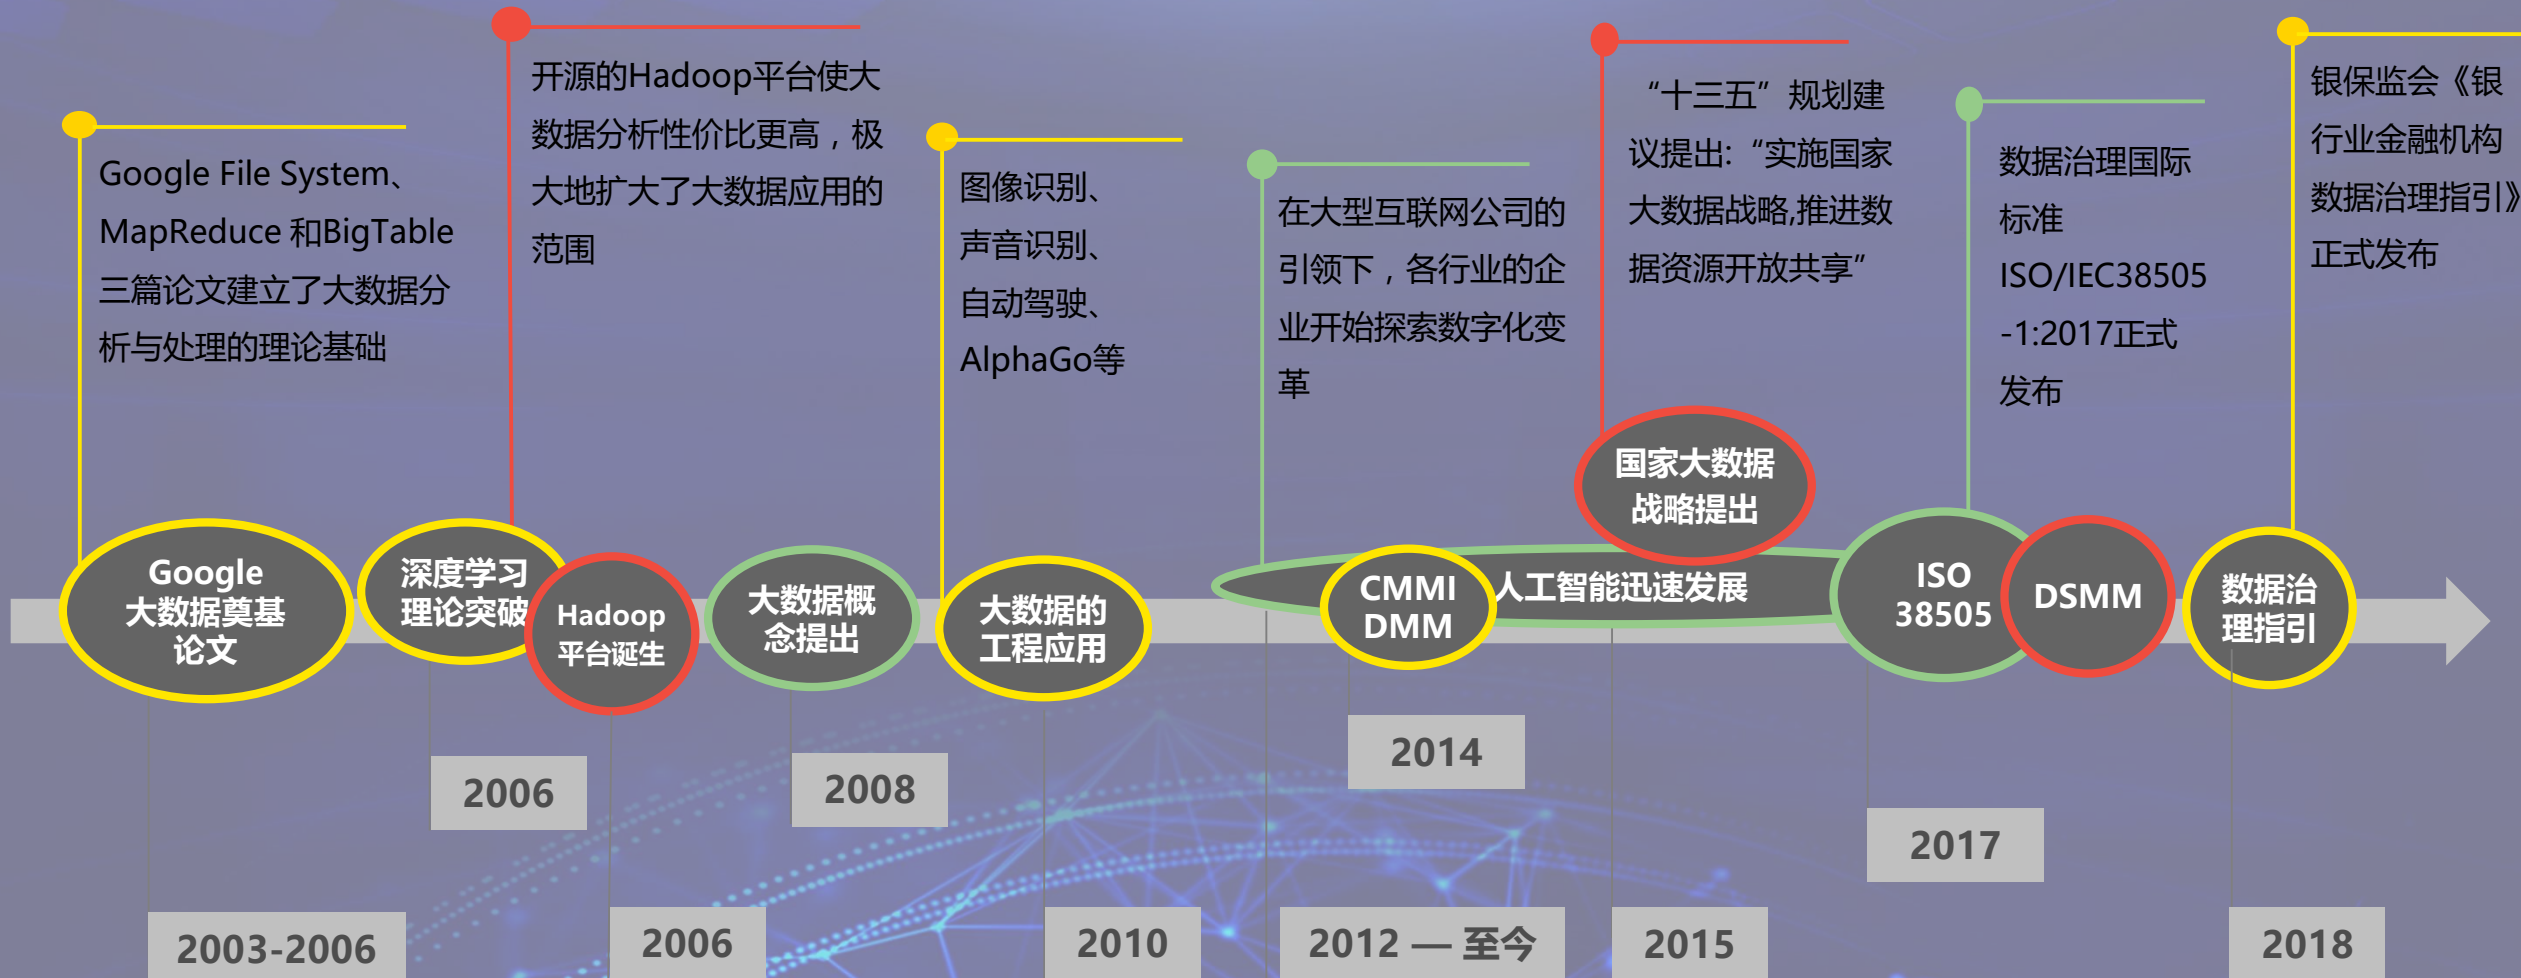 Google File System、
MapReduce 和BigTable
三篇论文建立了大数据分
析与处理的理论基础
开源的Hadoop平台使大
数据分析性价比更高，极
大地扩大了大数据应用的
范围
图像识别、
声音识别、
自动驾驶、
AlphaGo等
在大型互联网公司的
引领下，各行业的企
业开始探索数字化变
革
“十三五”规划建
议提出:“实施国家
大数据战略,推进数
据资源开放共享”
数据治理国际
标准
ISO/IEC38505
-1:2017正式
发布
银保监会《银
行业金融机构
数据治理指引》
正式发布
Google
大数据奠基
论文
深度学习
理论突破
Hadoop
平台诞生
大数据概
念提出
大数据的
工程应用
CMMI
DMM
人工智能迅速发展
国家大数据
战略提出
ISO
38505
DSMM
数据治
理指引
2003-2006
2006
2006
2008
2010
2012 — 至今
2014
2015
2017
2018